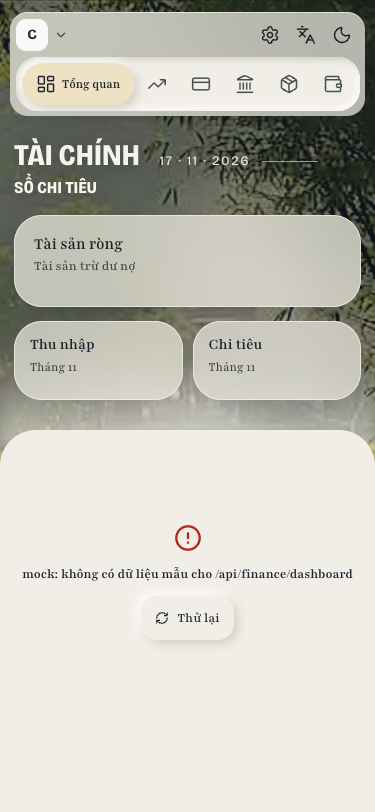 C
Tổng quan
TÀI CHÍNH
17 · 11 · 2026
SỔ CHI TIÊU
Tài sản ròng
Tài sản trừ dư nợ
Thu nhập
Tháng 11
Chi tiêu
Tháng 11
mock: không có dữ liệu mẫu cho /api/finance/dashboard
Thử lại